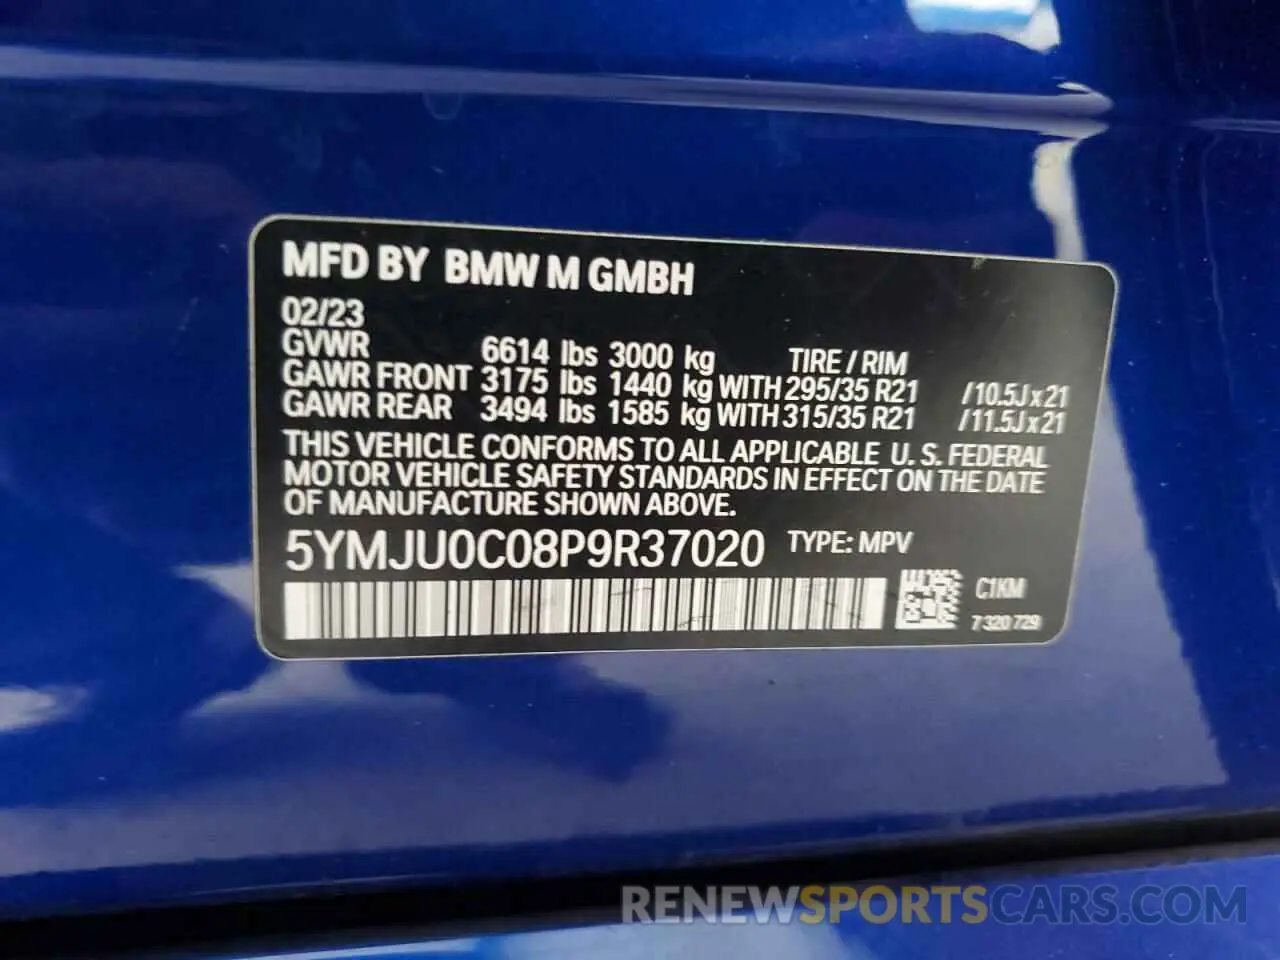 MFD BY BMW M GMBH
02/23
GVWR 6614 lbs 3000 kg TIRE / RIM
GAWR FRONT 3175 lbs 1440 kg WITH 295/35 R21 /10.5J x 21
GAWR REAR 3494 lbs 1585 kg WITH 315/35 R21 /11.5J x 21
THIS VEHICLE CONFORMS TO ALL APPLICABLE U. S. FEDERAL
MOTOR VEHICLE SAFETY STANDARDS IN EFFECT ON THE DATE
OF MANUFACTURE SHOWN ABOVE.
5YMJU0C08P9R37020 TYPE: MPV
C1KM
7 320 729
RENEWSPORTSCARS.COM